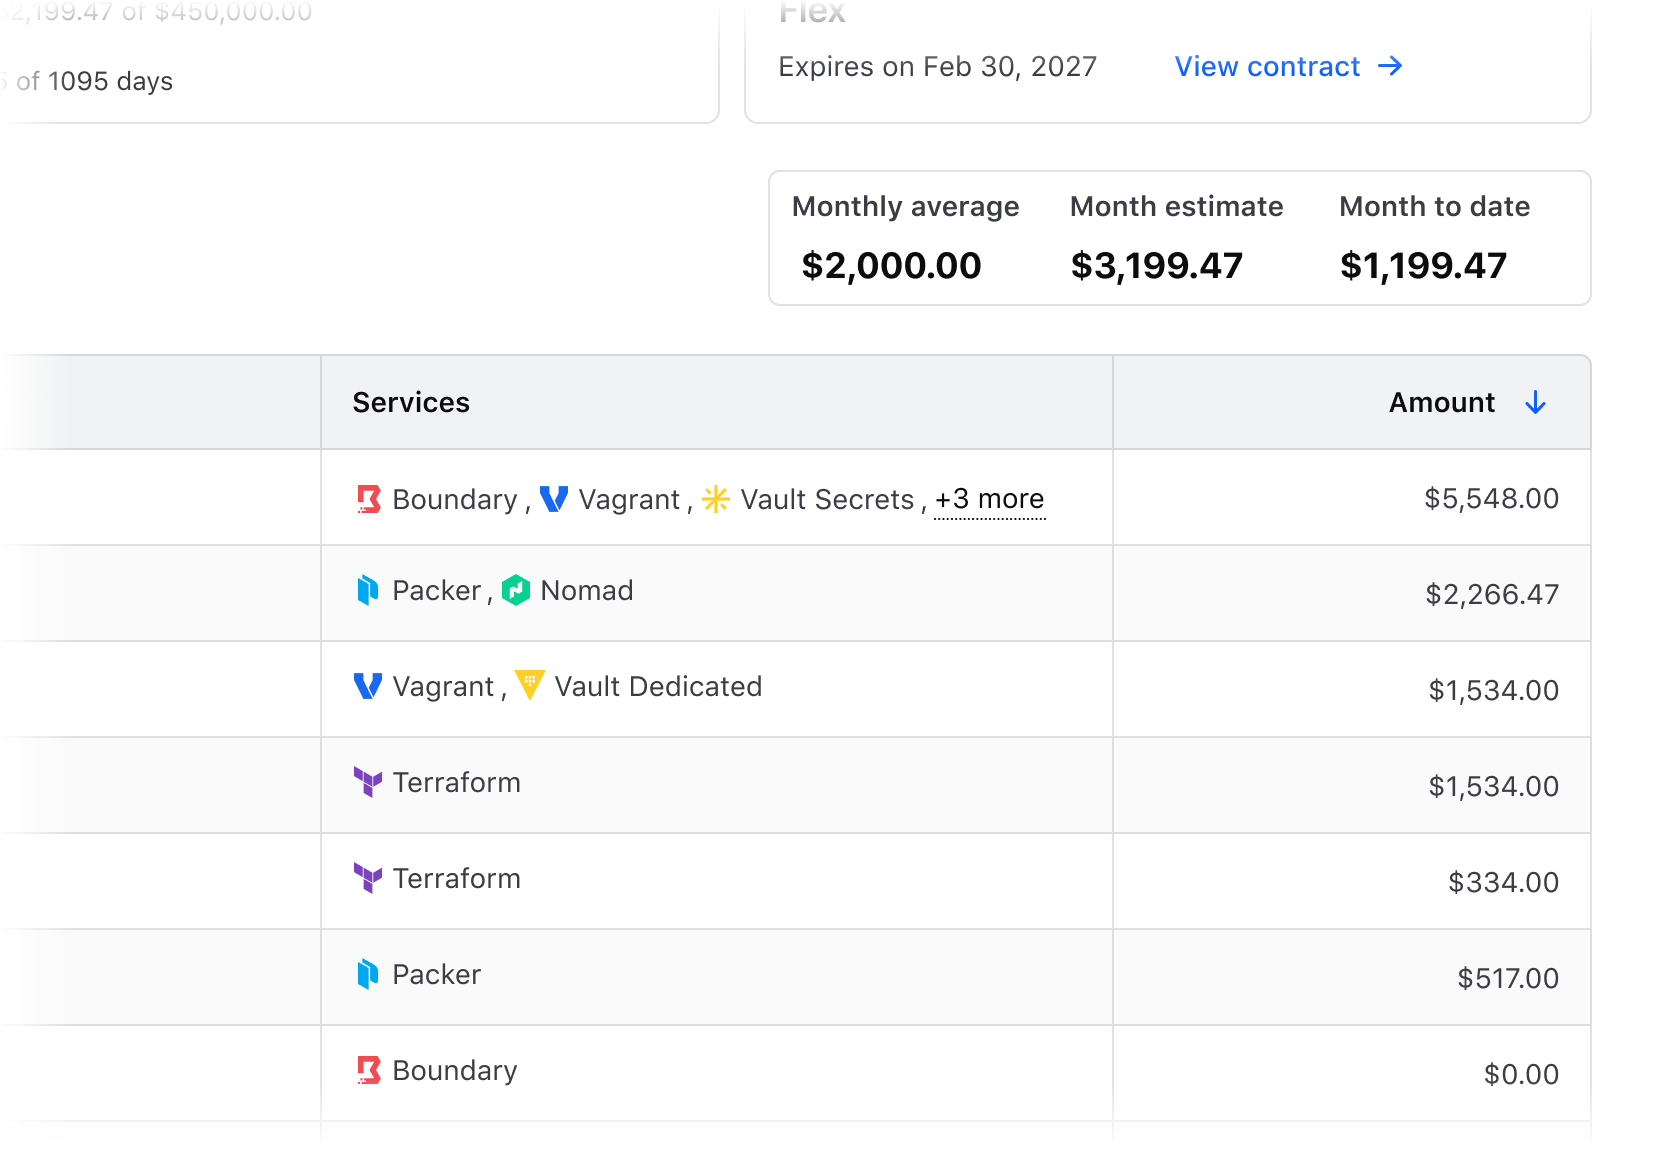 2,199.47 of $450,000.00
of 1095 days
Flex
Expires on Feb 30, 2027 View contract →
Monthly average Month estimate Month to date
$2,000.00 $3,199.47 $1,199.47
Services Amount ↓
Boundary , Vagrant , Vault Secrets , +3 more $5,548.00
Packer , Nomad $2,266.47
Vagrant , Vault Dedicated $1,534.00
Terraform $1,534.00
Terraform $334.00
Packer $517.00
Boundary $0.00